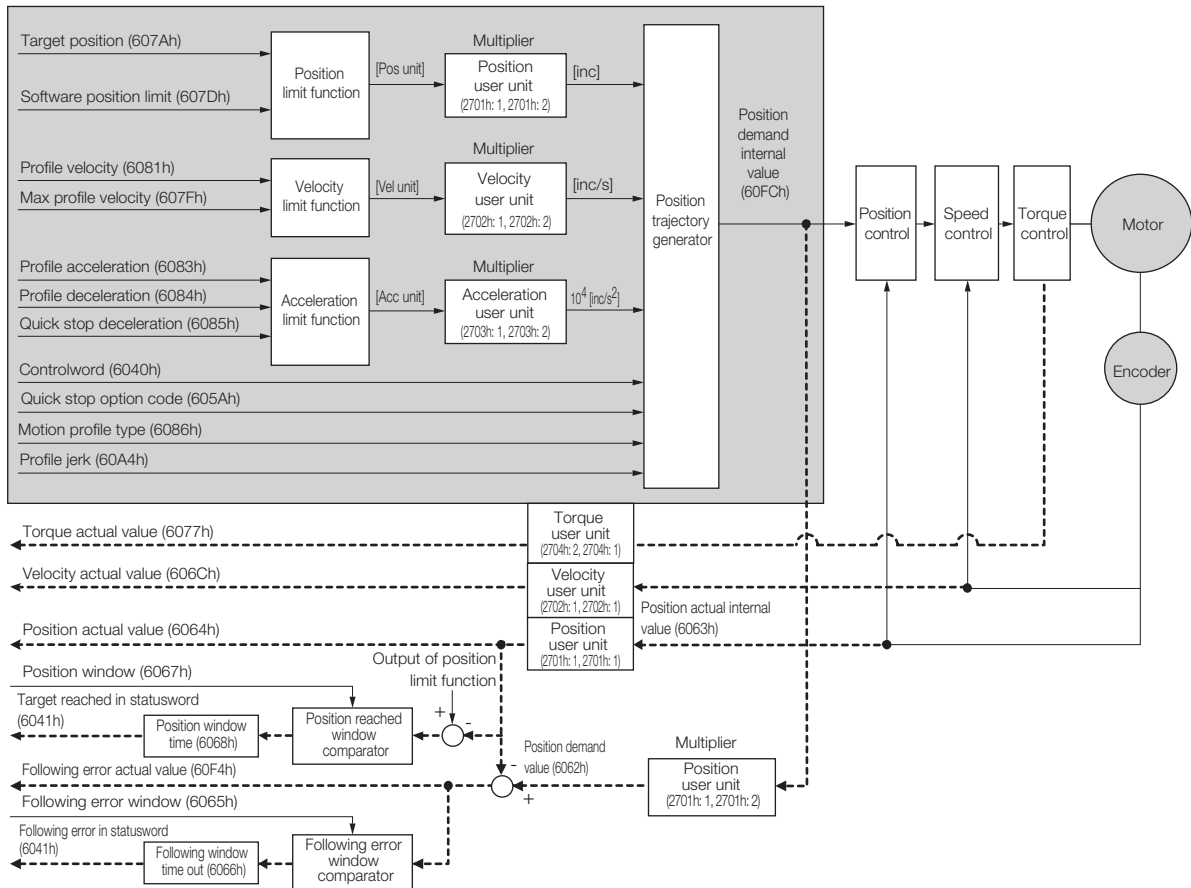 Target position (607Ah)
Software position limit (607Dh)
Position
limit function
[Pos unit]
Multiplier
Position
user unit
(2701h: 1, 2701h: 2)
[inc]
Profile velocity (6081h)
Max profile velocity (607Fh)
Velocity
limit function
[Vel unit]
Multiplier
Velocity
user unit
(2702h: 1, 2702h: 2)
[inc/s]
Profile acceleration (6083h)
Profile deceleration (6084h)
Quick stop deceleration (6085h)
Acceleration
limit function
[Acc unit]
Multiplier
Acceleration
user unit
(2703h: 1, 2703h: 2)
10⁴ [inc/s²]
Controlword (6040h)
Quick stop option code (605Ah)
Motion profile type (6086h)
Profile jerk (60A4h)
Position
trajectory
generator
Position
demand
internal
value
(60FCh)
Position
control
Speed
control
Torque
control
Motor
Encoder
Torque actual value (6077h)
Torque
user unit
(2704h: 2, 2704h: 1)
Velocity actual value (606Ch)
Velocity
user unit
(2702h: 1, 2702h: 1)
Position actual value (6064h)
Position
user unit
(2701h: 1, 2701h: 1)
Position actual internal
value (6063h)
Position window (6067h)
Output of position
limit function
Target reached in statusword
(6041h)
Position window
time (6068h)
Position reached
window
comparator
+
-
Following error actual value (60F4h)
-
+
Position demand
value (6062h)
Multiplier
Position
user unit
(2701h: 1, 2701h: 2)
Following error window (6065h)
Following error in statusword
(6041h)
Following window
time out (6066h)
Following error
window
comparator